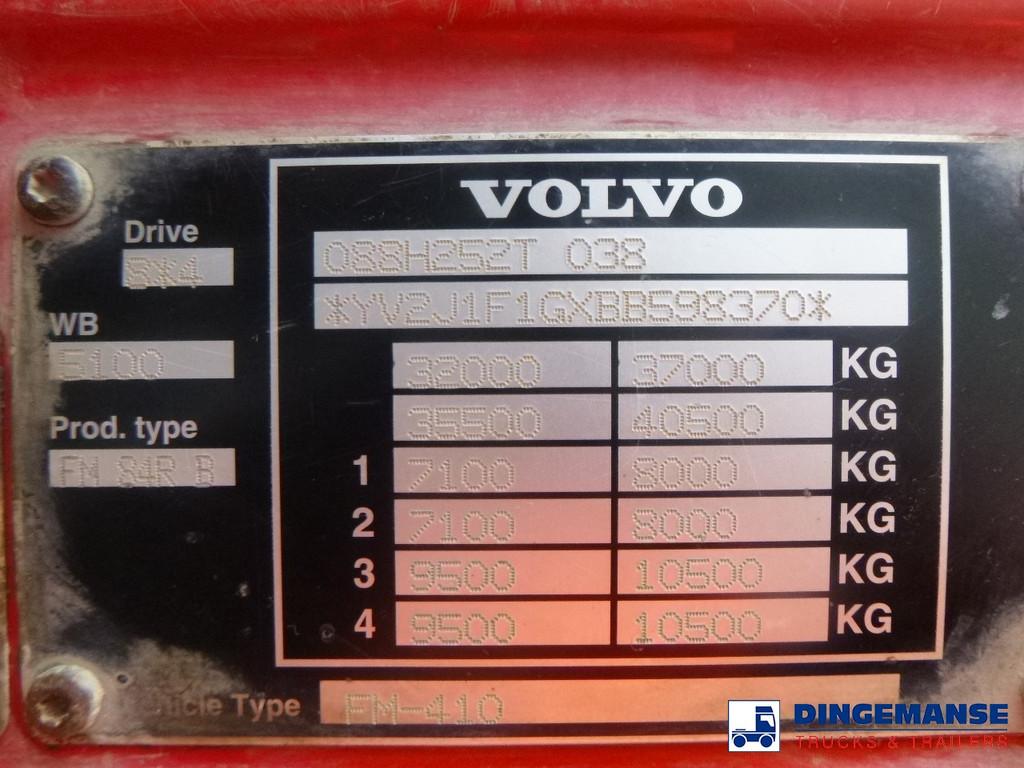 VOLVO
Drive
8*4
088H252T 038
*YV2J1F1GXBB598370*
WB
5100
32000 37000 KG
35500 40500 KG
Prod. type
FM 84R B
1 7100 8000 KG
2 7100 8000 KG
3 9500 10500 KG
4 9500 10500 KG
Type FM-410
DINGEMANSE
TRUCKS & TRAILERS